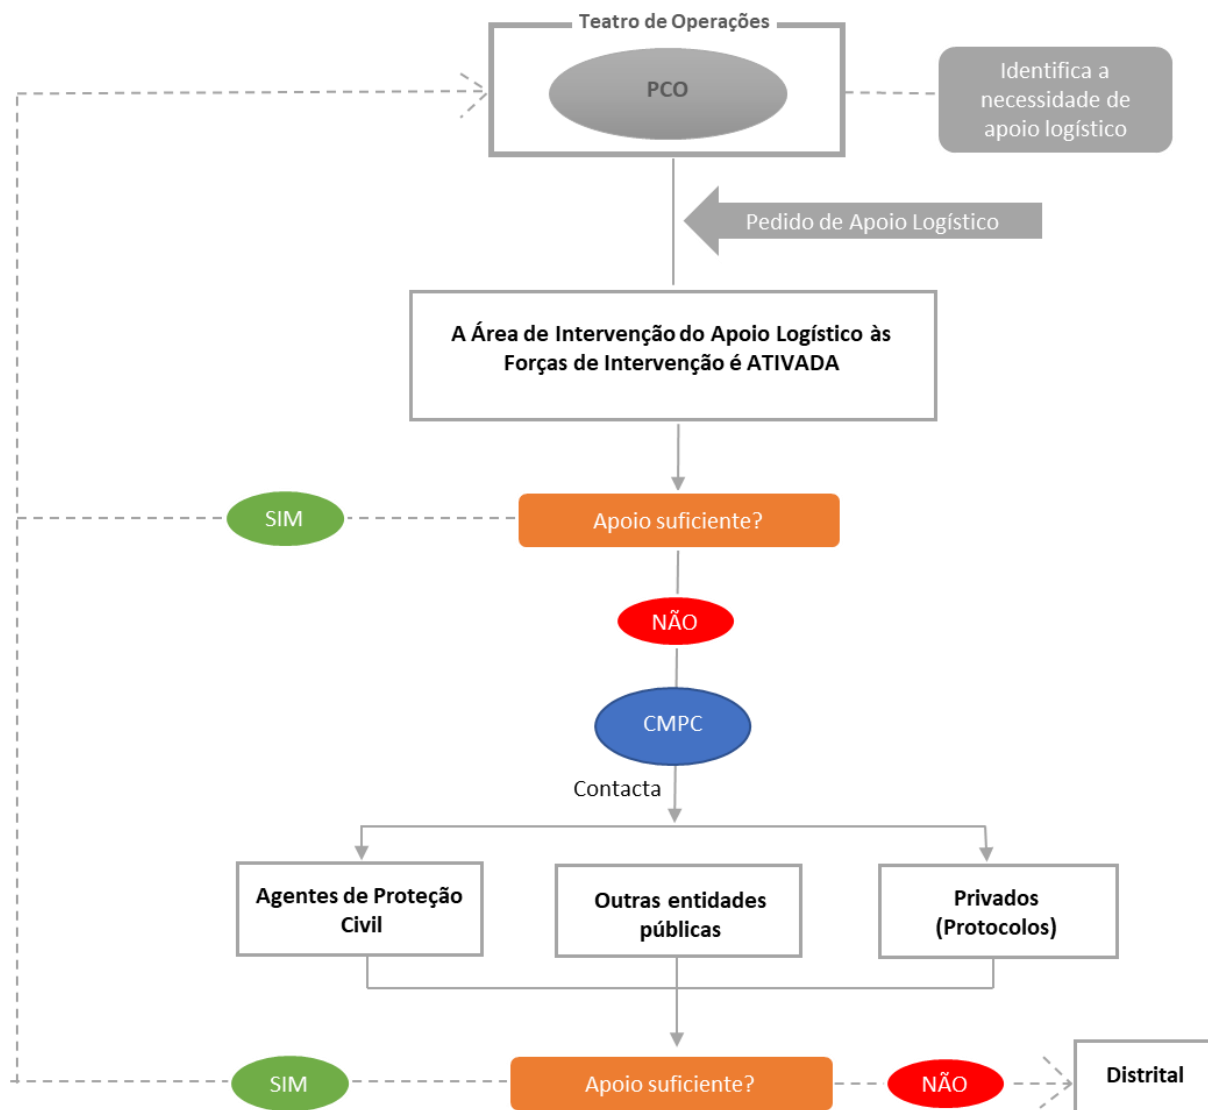 Teatro de Operações
PCO
Identifica a
necessidade de
apoio logístico
Pedido de Apoio Logístico
A Área de Intervenção do Apoio Logístico às
Forças de Intervenção é ATIVADA
SIM
Apoio suficiente?
NÃO
CMPC
Contacta
Agentes de Proteção
Civil
Outras entidades
públicas
Privados
(Protocolos)
SIM
Apoio suficiente?
NÃO
Distrital